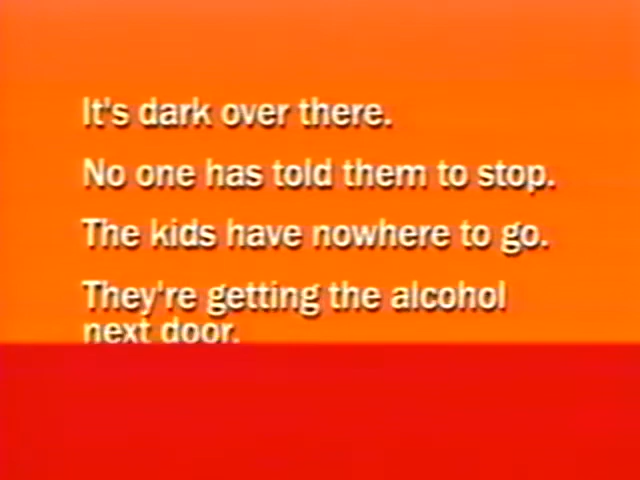 It's dark over there.
No one has told them to stop.
The kids have nowhere to go.
They're getting the alcohol
next door.